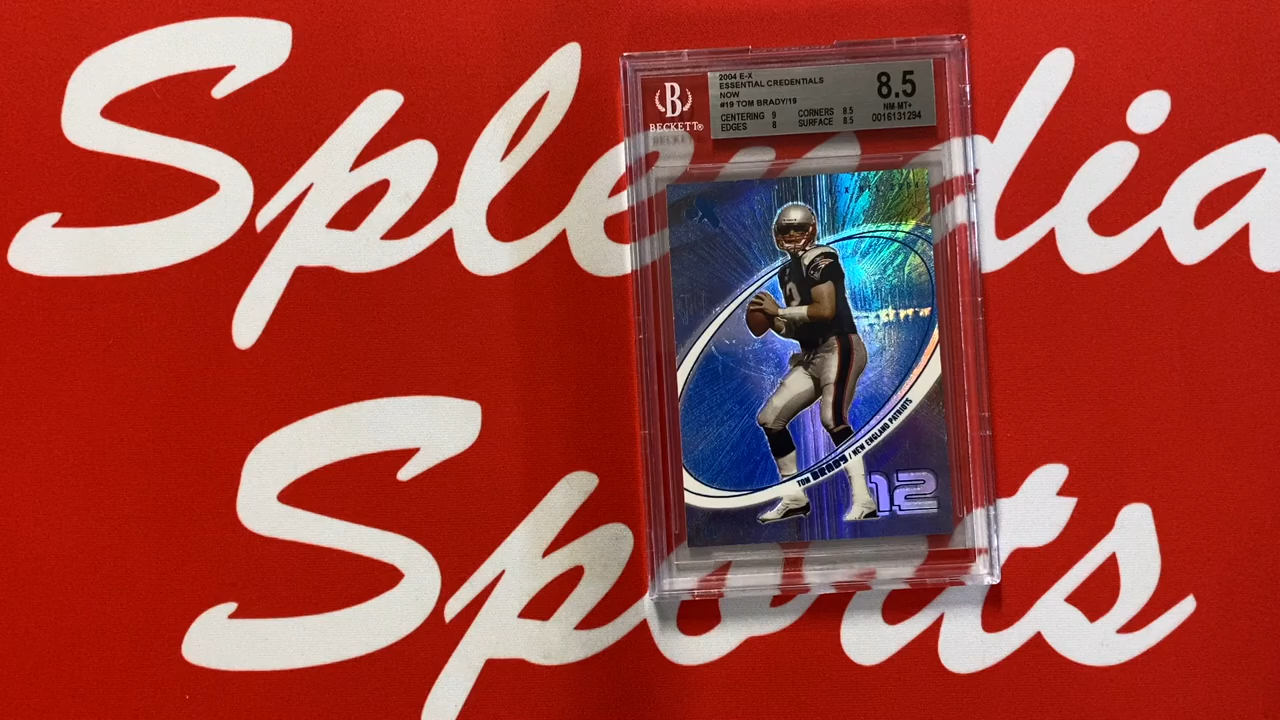 Splendid
Sports
B
BECKETT®
2004 E-X
ESSENTIAL CREDENTIALS
NOW
#19 TOM BRADY/19
CENTERING 9 CORNERS 8.5
EDGES 8 SURFACE 8.5
8.5
NM-MT+
0016131294
TOM BRADY / NEW ENGLAND PATRIOTS
12